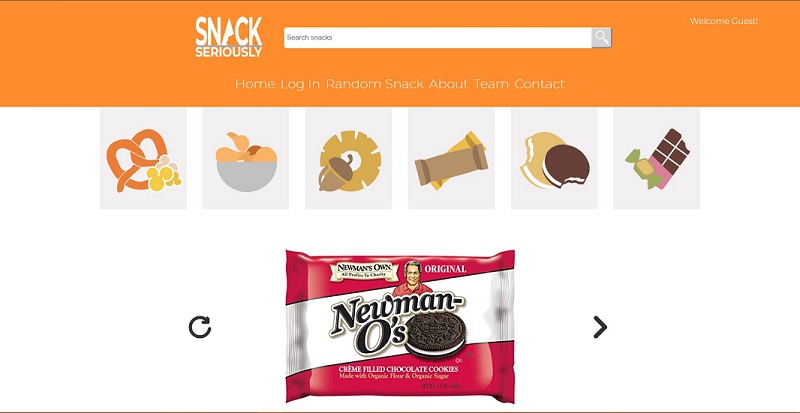 Welcome Guest!
SNACK
SERIOUSLY
Search snacks
Home Log In Random Snack About Team Contact
NEWMAN'S OWN
All Profits To Charity
ORIGINAL
Newman-
O's
CRÈME FILLED CHOCOLATE COOKIES
Made with Organic Flour & Organic Sugar